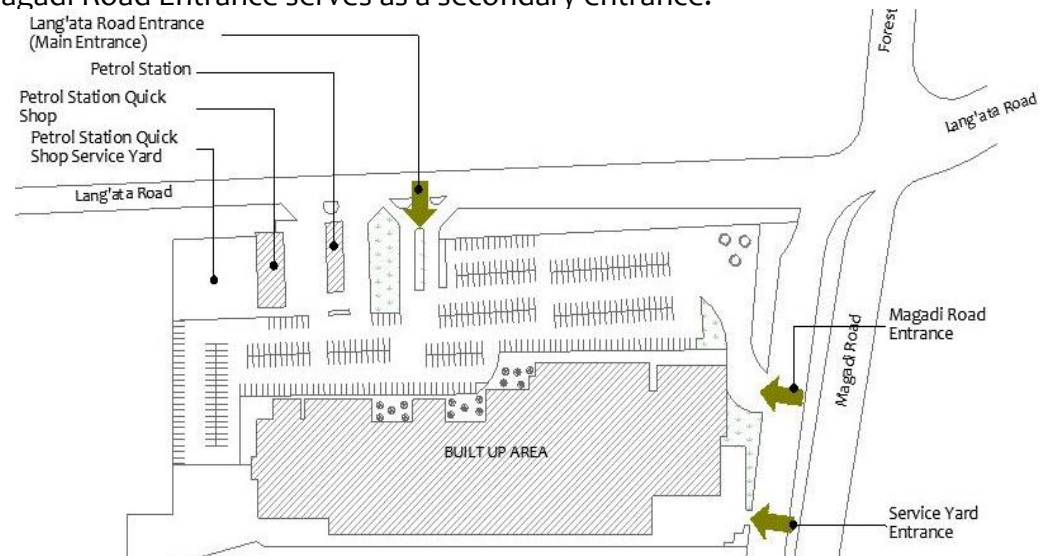 agadi Road Entrance serves as a secondary entrance.
Lang'ata Road Entrance
(Main Entrance)
Petrol Station
Petrol Station Quick
Shop
Petrol Station Quick
Shop Service Yard
Lang'ata Road
Forest
Lang'ata Road
Magadi Road
Entrance
Magadi Road
BUILT UP AREA
Service Yard
Entrance